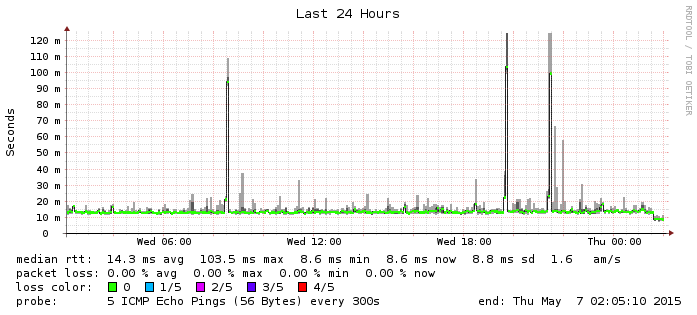 Last 24 Hours
RRDTOOL / TOBI OETIKER
Seconds
120 m
110 m
100 m
90 m
80 m
70 m
60 m
50 m
40 m
30 m
20 m
10 m
0
Wed 06:00 Wed 12:00 Wed 18:00 Thu 00:00
median rtt: 14.3 ms avg 103.5 ms max 8.6 ms min 8.6 ms now 8.8 ms sd 1.6 am/s
packet loss: 0.00 % avg 0.00 % max 0.00 % min 0.00 % now
loss color: 0 1/5 2/5 3/5 4/5
probe: 5 ICMP Echo Pings (56 Bytes) every 300s end: Thu May 7 02:05:10 2015